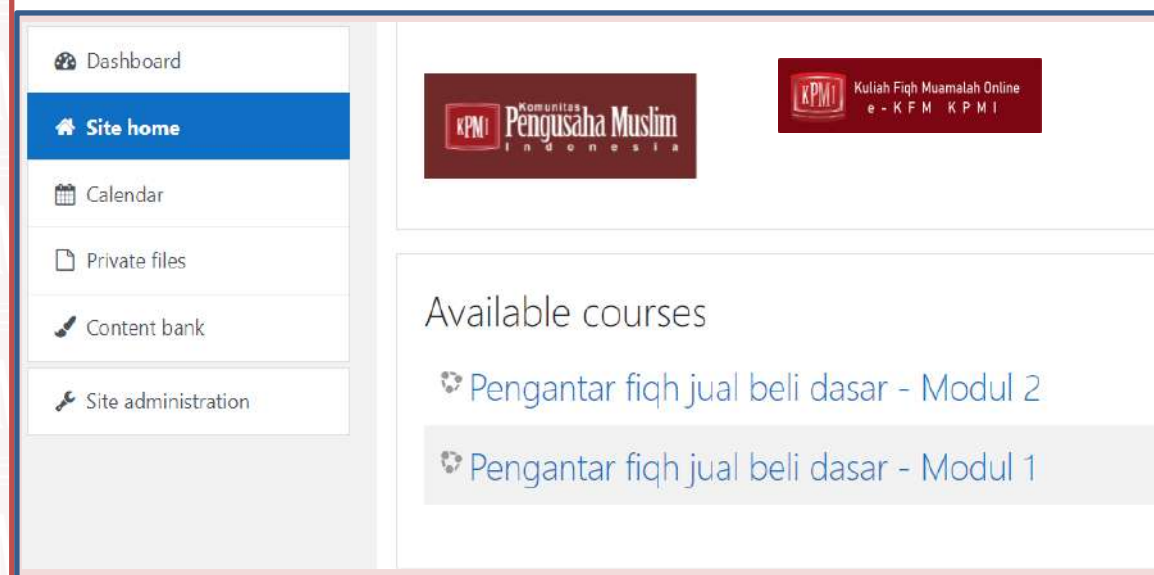 Dashboard
Site home
Calendar
Private files
Content bank
Site administration
KPMI Komunitas
Pengusaha Muslim
Indonesia
KPMI Kuliah Fiqh Muamalah Online
e-KFM KPMI
Available courses
Pengantar fiqh jual beli dasar - Modul 2
Pengantar fiqh jual beli dasar - Modul 1